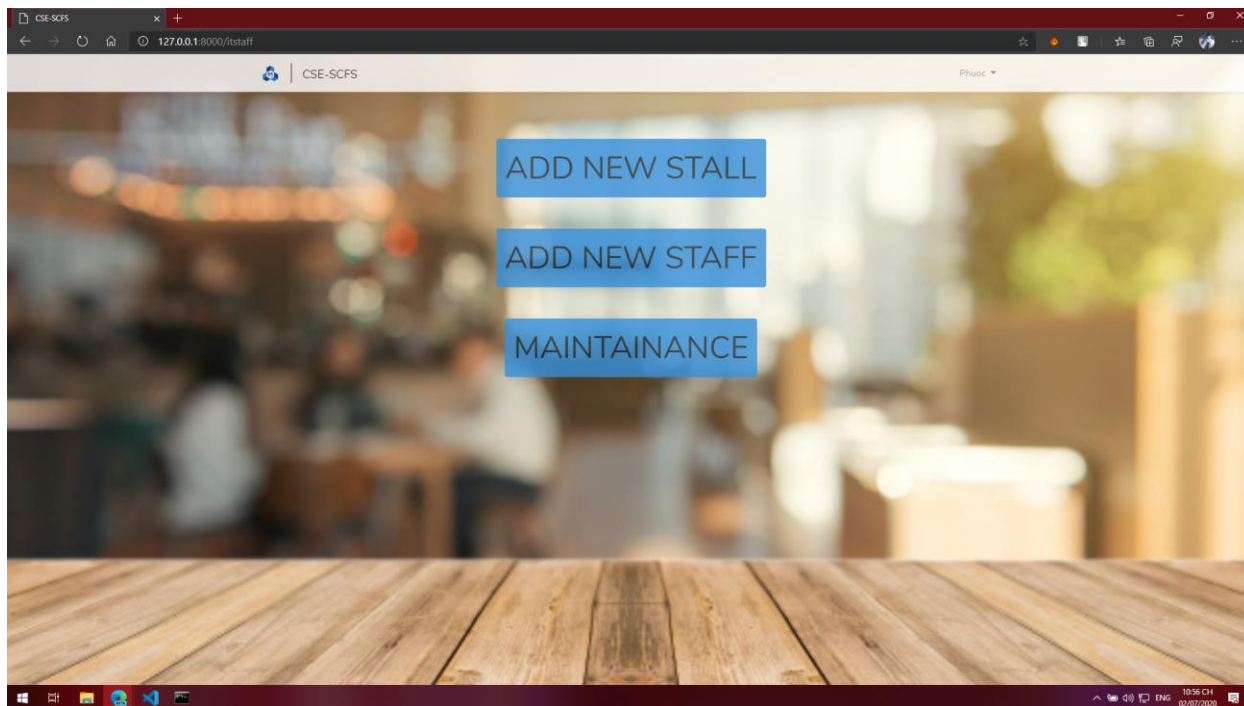 CSE-SCFS
127.0.0.1:8000/itstaff
CSE-SCFS
Phuoc
ADD NEW STALL
ADD NEW STAFF
MAINTAINANCE
ENG
10:56 CH
02/07/2020